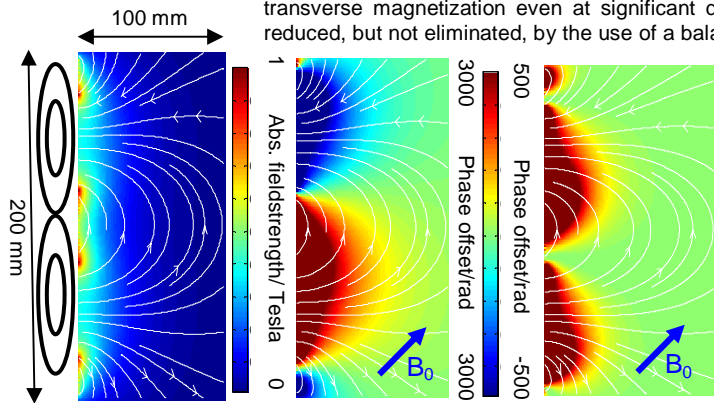 transverse magnetization even at significant d
reduced, but not eliminated, by the use of a bala
100 mm
200 mm
1
Abs. fieldstrength/ Tesla
0
3000
Phase offset/rad
3000
B0
500
Phase offset/rad
-500
B0